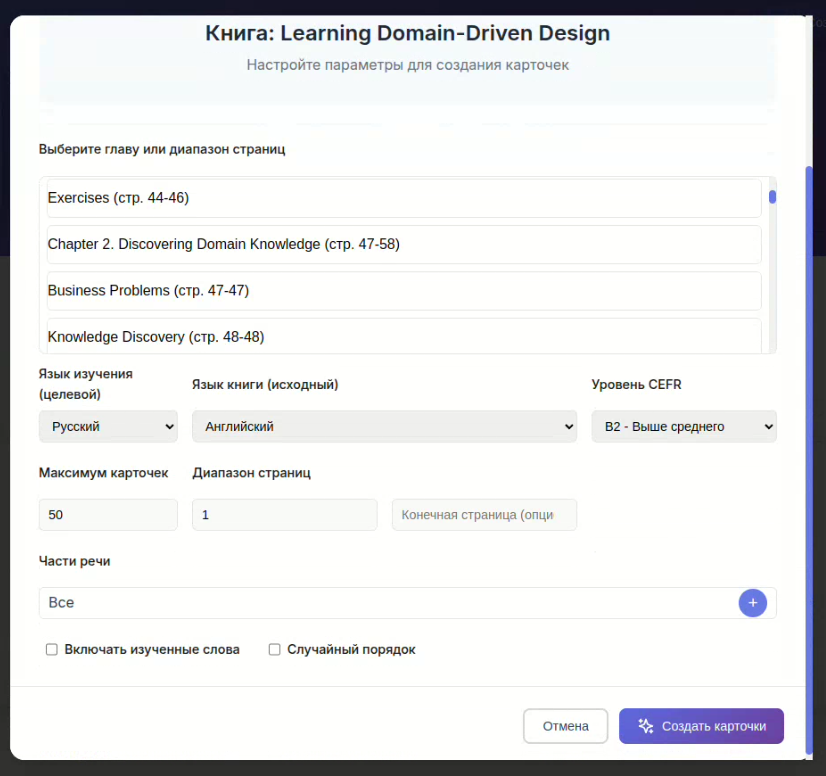 Книга: Learning Domain-Driven Design
Настройте параметры для создания карточек
Выберите главу или диапазон страниц
Exercises (стр. 44-46)
Chapter 2. Discovering Domain Knowledge (стр. 47-58)
Business Problems (стр. 47-47)
Knowledge Discovery (стр. 48-48)
Язык изучения
(целевой)
Язык книги (исходный)
Уровень CEFR
Русский
Английский
B2 - Выше среднего
Максимум карточек
Диапазон страниц
50
1
Конечная страница (опци
Части речи
Все
+
Включать изученные слова
Случайный порядок
Отмена
Создать карточки